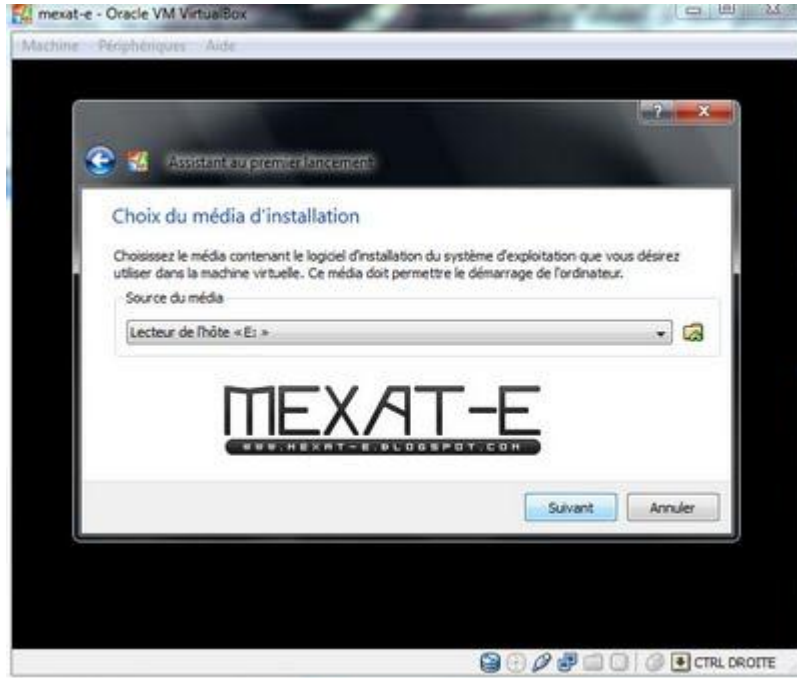 mexat-e - Oracle VM VirtualBox
Machine Périphériques Aide
Assistant au premier lancement
Choix du média d'installation
Choisissez le média contenant le logiciel d'installation du système d'exploitation que vous désirez
utiliser dans la machine virtuelle. Ce média doit permettre le démarrage de l'ordinateur.
Source du média
Lecteur de l'hôte «E: »
MEXAT-E
WWW.MEXAT-E.BLOGSPOT.COM
Suivant Annuler
CTRL DROITE